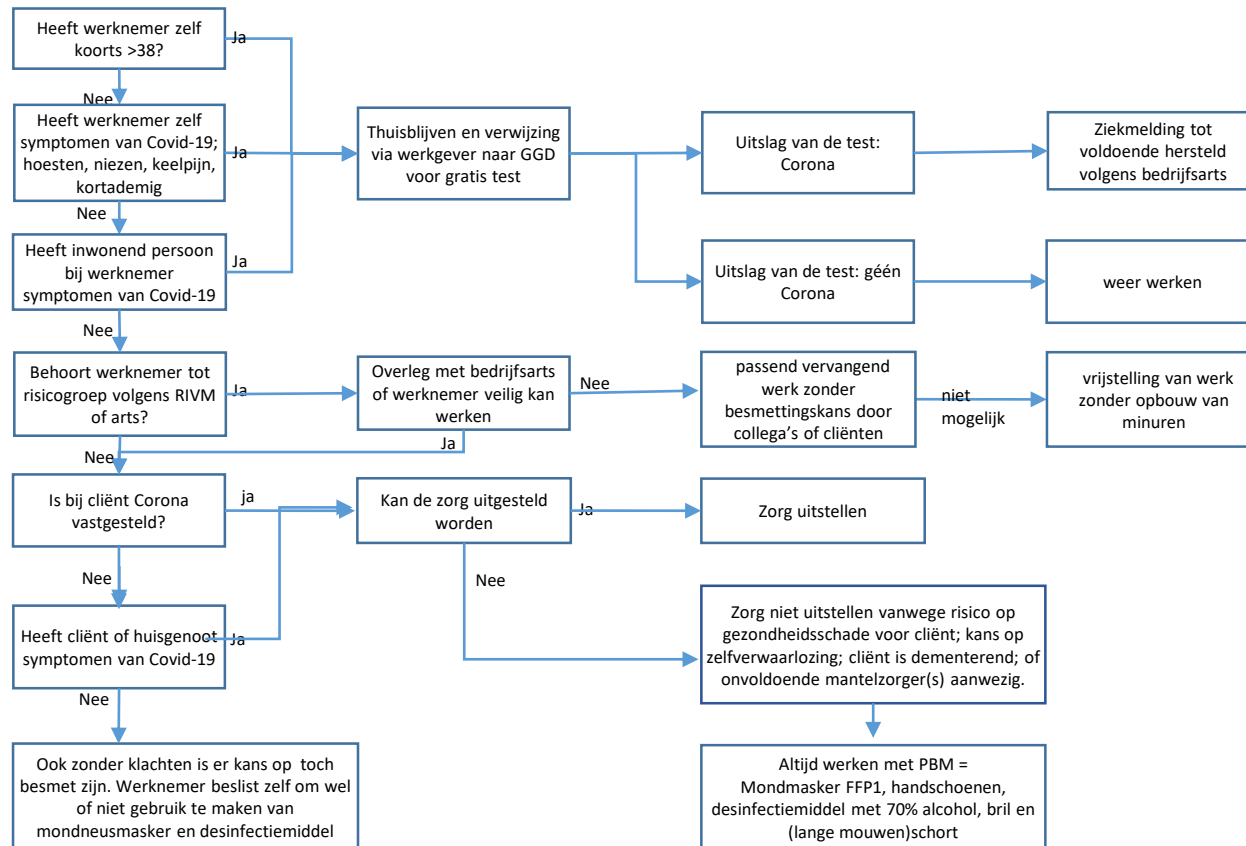 Heeft werknemer zelf
koorts >38?
Ja
Nee
Heeft werknemer zelf
symptomen van Covid-19;
hoesten, niezen, keelpijn,
kortademig
Ja
Thuisblijven en verwijzing
via werkgever naar GGD
voor gratis test
Uitslag van de test:
Corona
Ziekmelding tot
voldoende hersteld
volgens bedrijfsarts
Nee
Heeft inwonend persoon
bij werknemer
symptomen van Covid-19
Ja
Uitslag van de test: géén
Corona
weer werken
Nee
Behoort werknemer tot
risicogroep volgens RIVM
of arts?
Ja
Overleg met bedrijfsarts
of werknemer veilig kan
werken
Nee
passend vervangend
werk zonder
besmettingskans door
collega's of cliënten
niet
mogelijk
vrijstelling van werk
zonder opbouw van
minuren
Ja
Nee
Is bij cliënt Corona
vastgesteld?
ja
Kan de zorg uitgesteld
worden
Ja
Zorg uitstellen
Nee
Nee
Heeft cliënt of huisgenoot
symptomen van Covid-19
Ja
Zorg niet uitstellen vanwege risico op
gezondheidsschade voor cliënt; kans op
zelfverwaarlozing; cliënt is dementerend; of
onvoldoende mantelzorger(s) aanwezig.
Nee
Ook zonder klachten is er kans op toch
besmet zijn. Werknemer beslist zelf om wel
of niet gebruik te maken van
mondneusmasker en desinfectiemiddel
Altijd werken met PBM =
Mondmasker FFP1, handschoenen,
desinfectiemiddel met 70% alcohol, bril en
(lange mouwen)schort